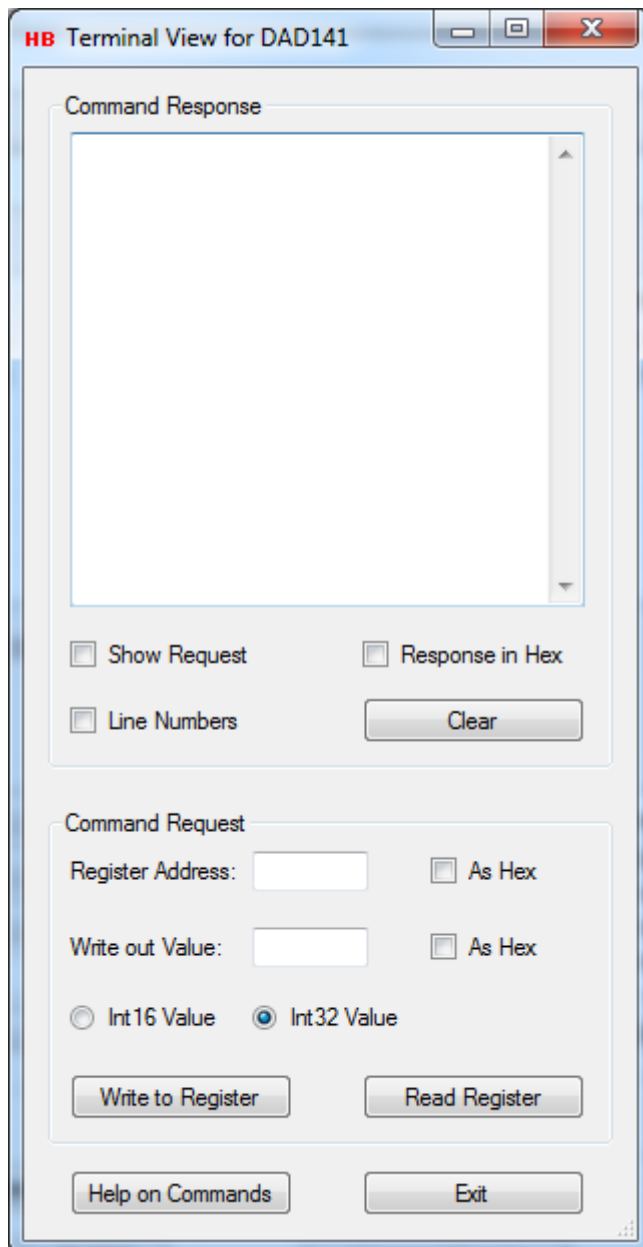 HB Terminal View for DAD141
Command Response
Show Request Response in Hex
Line Numbers Clear
Command Request
Register Address: As Hex
Write out Value: As Hex
Int16 Value Int32 Value
Write to Register Read Register
Help on Commands Exit